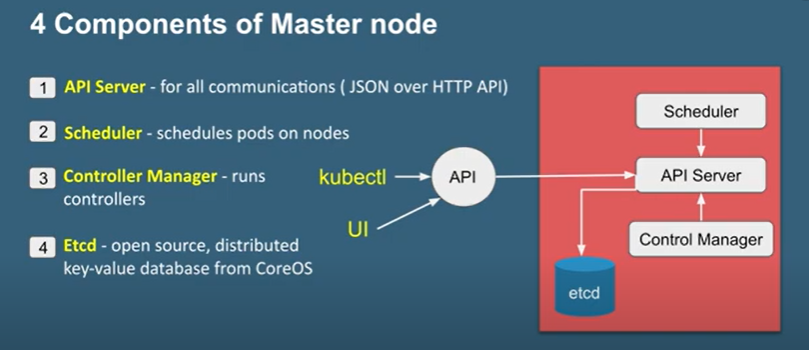 4 Components of Master node
1 API Server - for all communications ( JSON over HTTP API)
2 Scheduler - schedules pods on nodes
3 Controller Manager - runs
controllers
4 Etcd - open source, distributed
key-value database from CoreOS
kubectl
UI
API
Scheduler
API Server
Control Manager
etcd